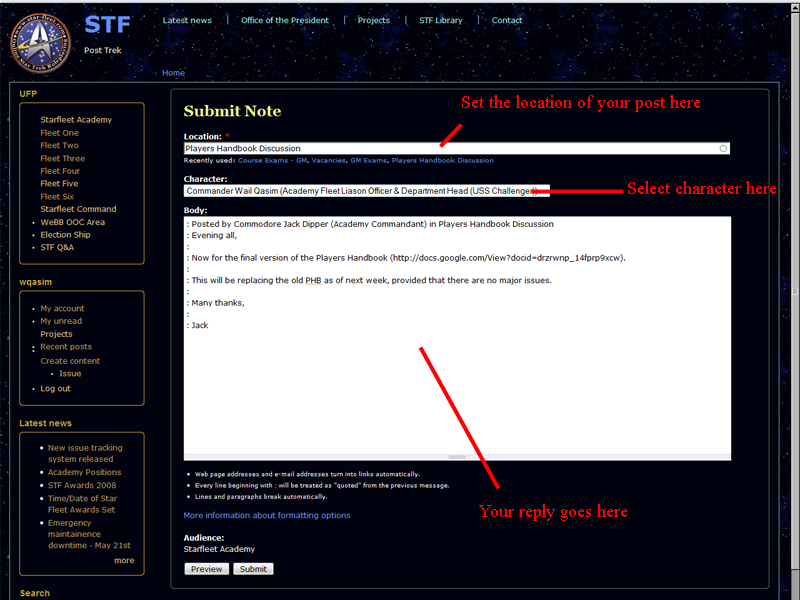 STF
Post Trek
Latest news | Office of the President | Projects | STF Library | Contact
Home
UFP
Starfleet Academy
Fleet One
Fleet Two
Fleet Three
Fleet Four
Fleet Five
Fleet Six
Starfleet Command
WeBB OOC Area
Election Ship
STF Q&A
wqasim
My account
My unread
Projects
Recent posts
Create content
Issue
Log out
Latest news
New issue tracking
system released
Academy Positions
STF Awards 2008
Time/Date of Star
Fleet Awards Set
Emergency
maintainence
downtime - May 21st
more
Search
Submit Note
Set the location of your post here
Location: *
Players Handbook Discussion
Recently used: Course Exams - GM, Vacancies, GM Exams, Players Handbook Discussion
Character:
Commander Wail Qasim (Academy Fleet Liason Officer & Department Head (USS Challenger))
Select character here
Body:
: Posted by Commodore Jack Dipper (Academy Commandant) in Players Handbook Discussion
: Evening all,
:
: Now for the final version of the Players Handbook (http://docs.google.com/View?docid=drzrwnp_14fprp9xcw).
:
: This will be replacing the old PHB as of next week, provided that there are no major issues.
:
: Many thanks,
:
: Jack
Your reply goes here
Web page addresses and e-mail addresses turn into links automatically.
Every line beginning with : will be treated as "quoted" from the previous message.
Lines and paragraphs break automatically.
More information about formatting options
Audience:
Starfleet Academy
Preview Submit